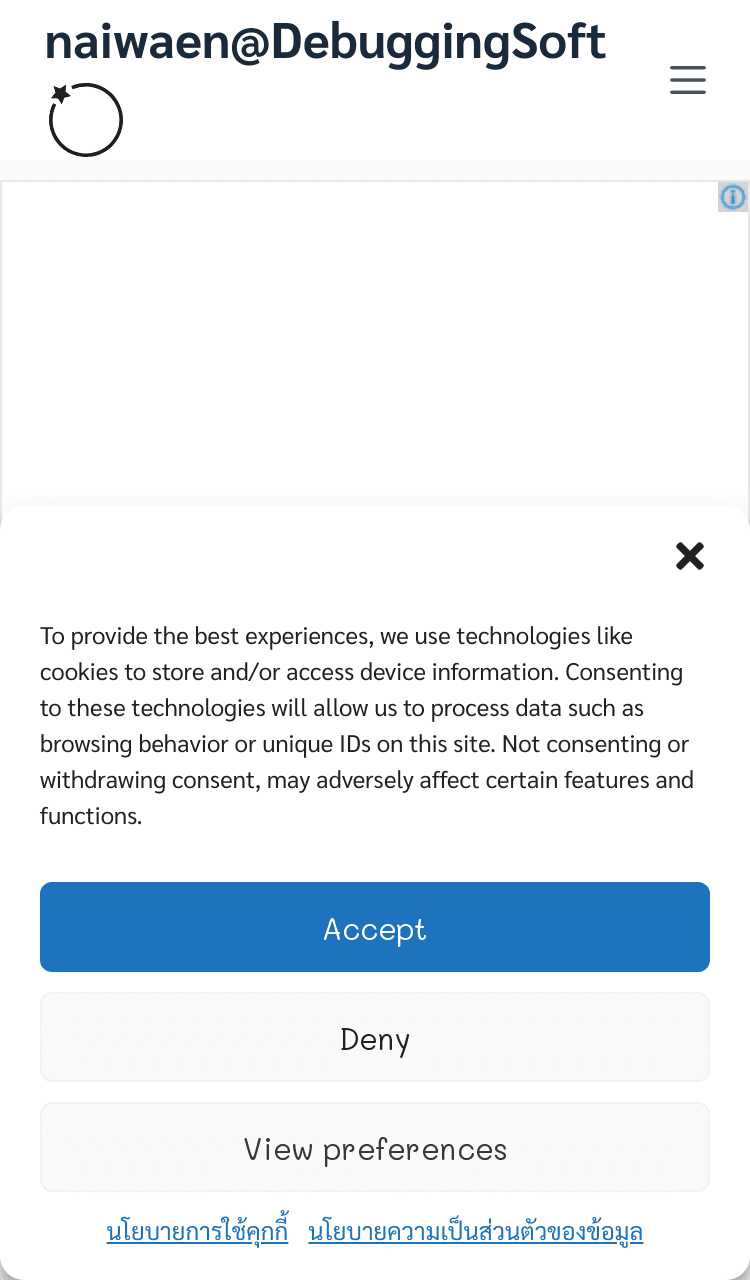 naiwaen@DebuggingSoft
To provide the best experiences, we use technologies like
cookies to store and/or access device information. Consenting
to these technologies will allow us to process data such as
browsing behavior or unique IDs on this site. Not consenting or
withdrawing consent, may adversely affect certain features and
functions.
Accept
Deny
View preferences
นโยบายการใช้คุกกี้ นโยบายความเป็นส่วนตัวของข้อมูล